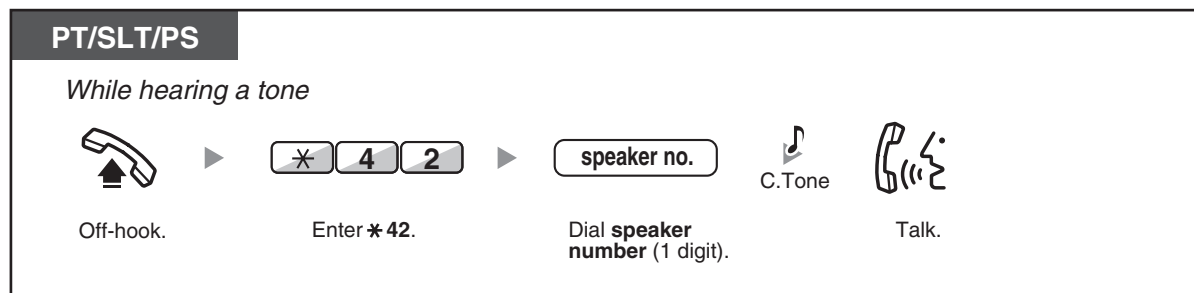 PT/SLT/PS
While hearing a tone
* 4 2
speaker no.
C.Tone
Off-hook.
Enter *42.
Dial speaker
number (1 digit).
Talk.